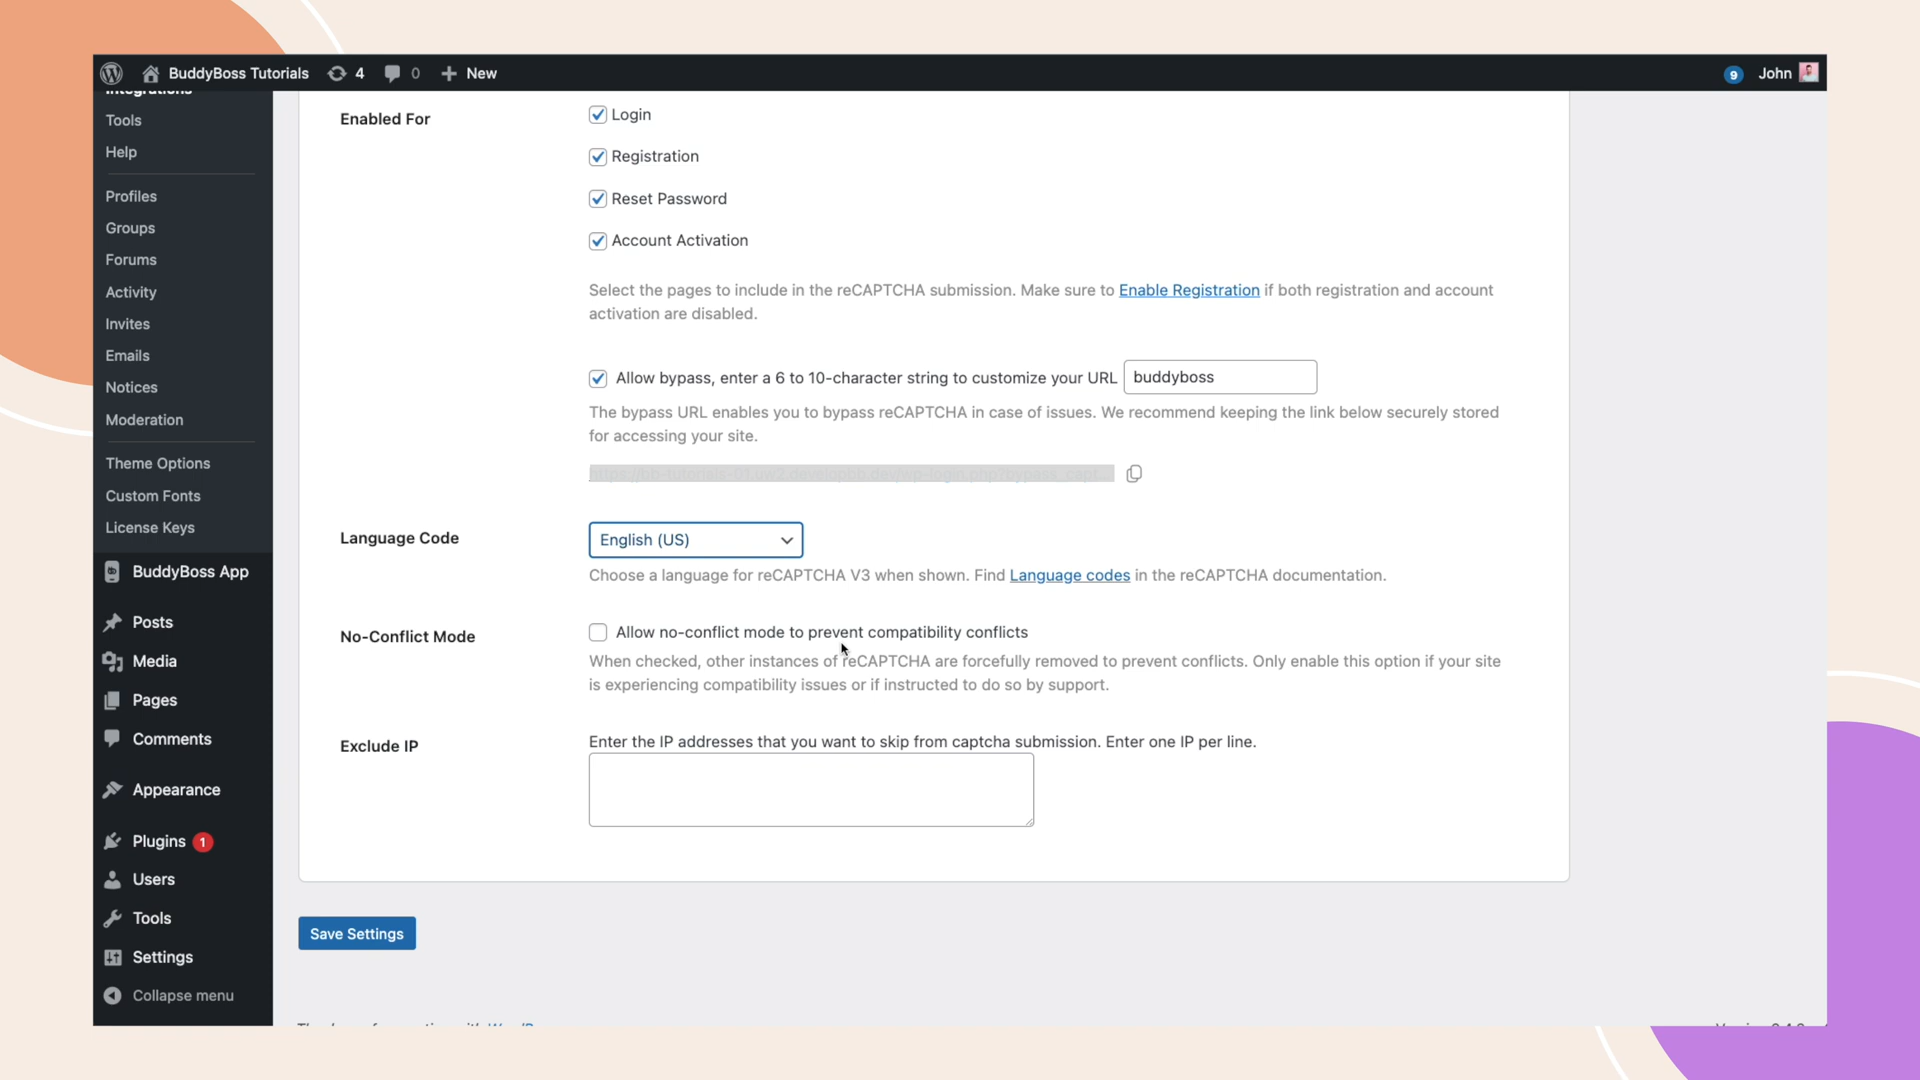 BuddyBoss Tutorials 4 0 New 9 John
Integrations
Tools
Help
Profiles
Groups
Forums
Activity
Invites
Emails
Notices
Moderation
Theme Options
Custom Fonts
License Keys
BuddyBoss App
Posts
Media
Pages
Comments
Appearance
Plugins 1
Users
Tools
Settings
Collapse menu
Enabled For
Login
Registration
Reset Password
Account Activation
Select the pages to include in the reCAPTCHA submission. Make sure to Enable Registration if both registration and account
activation are disabled.
Allow bypass, enter a 6 to 10-character string to customize your URL buddyboss
The bypass URL enables you to bypass reCAPTCHA in case of issues. We recommend keeping the link below securely stored
for accessing your site.
Language Code
English (US)
Choose a language for reCAPTCHA V3 when shown. Find Language codes in the reCAPTCHA documentation.
No-Conflict Mode
Allow no-conflict mode to prevent compatibility conflicts
When checked, other instances of reCAPTCHA are forcefully removed to prevent conflicts. Only enable this option if your site
is experiencing compatibility issues or if instructed to do so by support.
Exclude IP
Enter the IP addresses that you want to skip from captcha submission. Enter one IP per line.
Save Settings